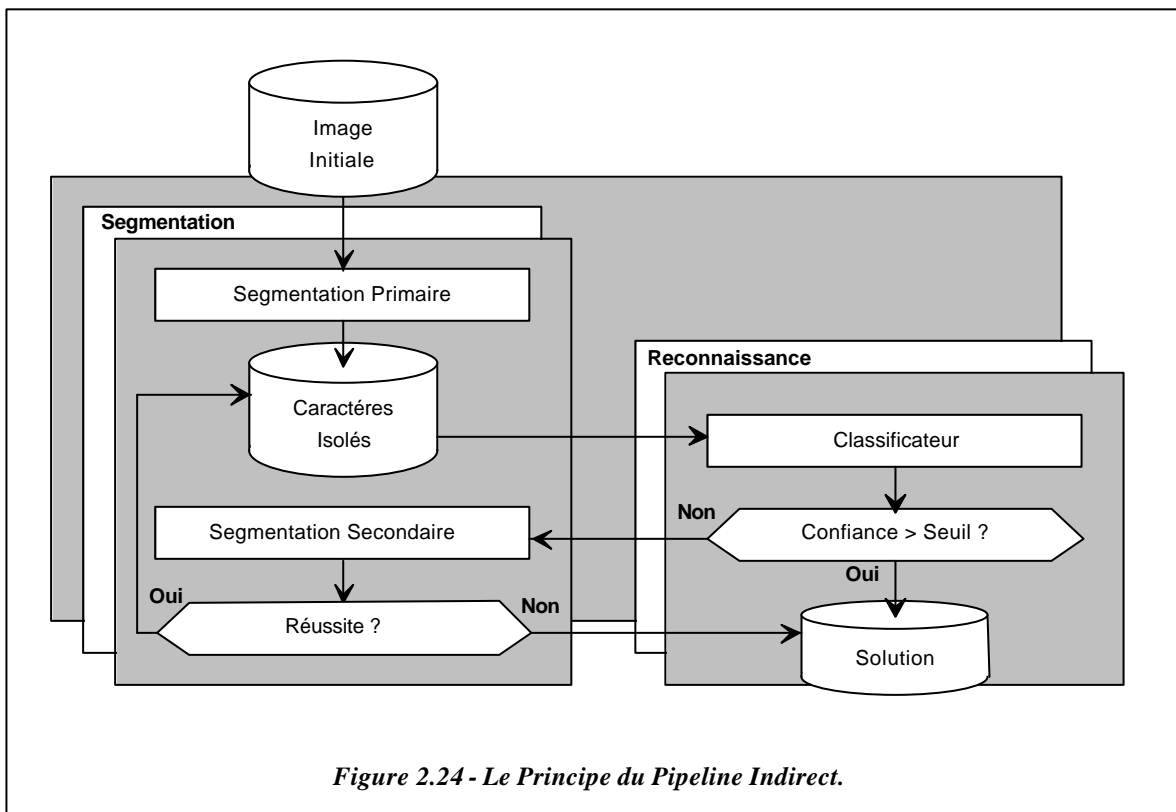 Image
Initiale
Segmentation
Segmentation Primaire
Reconnaissance
Caractéres
Isolés
Classificateur
Segmentation Secondaire
Non
Confiance > Seuil ?
Oui
Oui
Réussite ?
Non
Solution
Figure 2.24 - Le Principe du Pipeline Indirect.